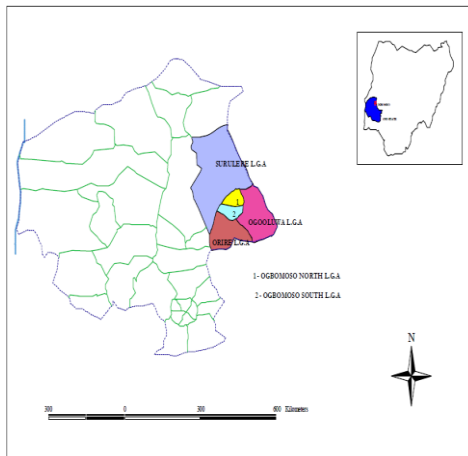 SURULERE L.G.A
1
2
OGOOLUWA L.G.A
ORIRE L.G.A
1- OGBOMOSO NORTH L.G.A
2 - OGBOMOSO SOUTH L.G.A
N
300 0 300 600 Kilometers